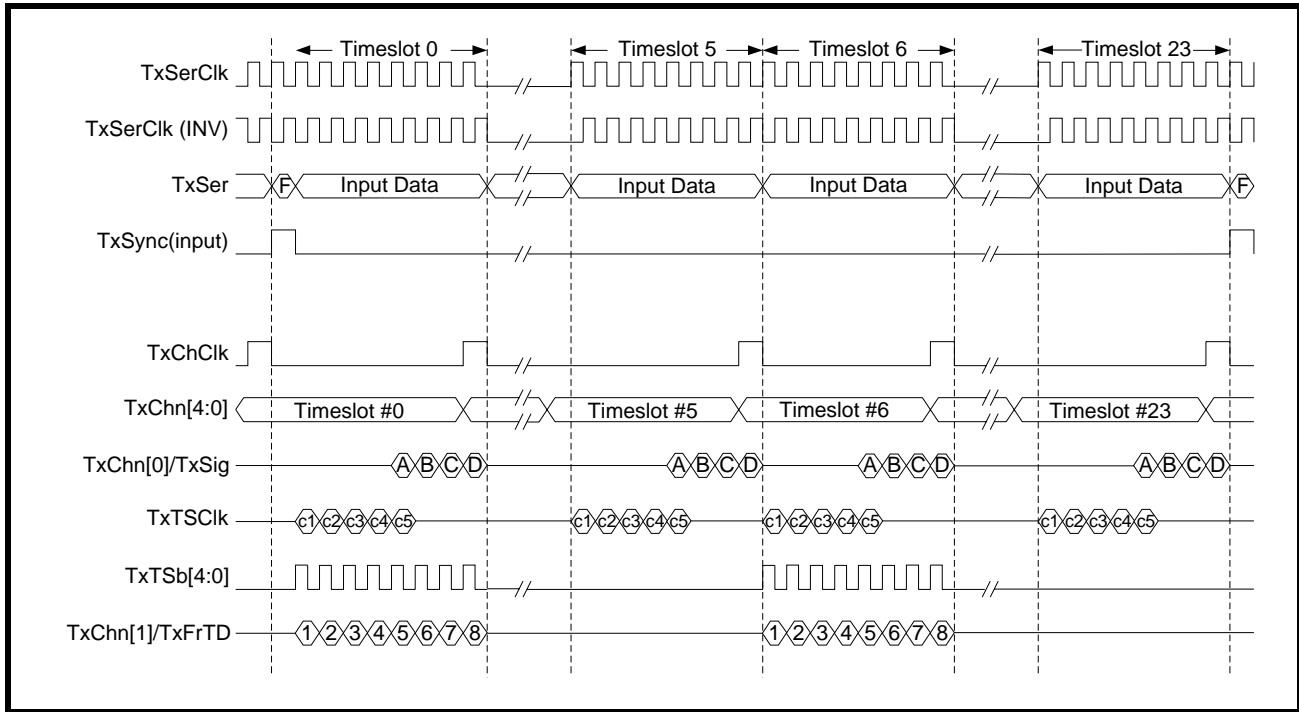 Timeslot 0 Timeslot 5 Timeslot 6 Timeslot 23
TxSerClk
TxSerClk (INV)
TxSer F Input Data Input Data Input Data Input Data F
TxSync(input)
TxChClk
TxChn[4:0] Timeslot #0 Timeslot #5 Timeslot #6 Timeslot #23
TxChn[0]/TxSig A B C D A B C D A B C D A B C D
TxTSClk c1 c2 c3 c4 c5 c1 c2 c3 c4 c5 c1 c2 c3 c4 c5 c1 c2 c3 c4 c5
TxTSb[4:0]
TxChn[1]/TxFrTD 1 2 3 4 5 6 7 8 1 2 3 4 5 6 7 8